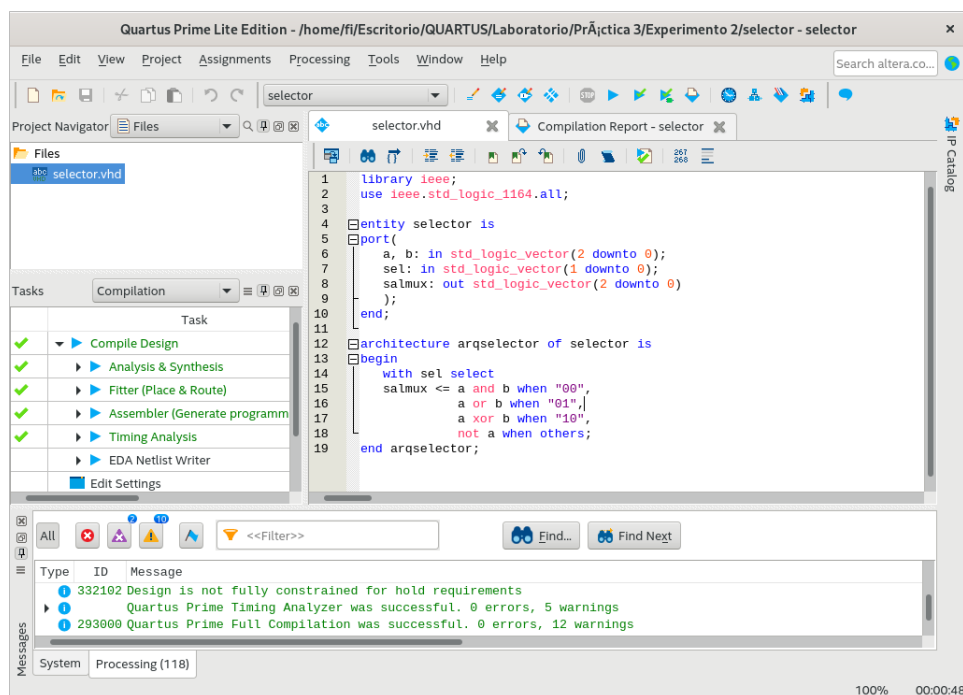 Quartus Prime Lite Edition - /home/fi/Escritorio/QUARTUS/Laboratorio/PrÃ¡ctica 3/Experimento 2/selector - selector
File Edit View Project Assignments Processing Tools Window Help
Search altera.co...
selector
Project Navigator Files
selector.vhd
Compilation Report - selector
Files
selector.vhd
IP Catalog
267
268
1 library ieee;
2 use ieee.std_logic_1164.all;
3
4 entity selector is
5 port(
6 a, b: in std_logic_vector(2 downto 0);
7 sel: in std_logic_vector(1 downto 0);
8 salmux: out std_logic_vector(2 downto 0)
9 );
10 end;
11
12 architecture arqselector of selector is
13 begin
14 with sel select
15 salmux <= a and b when "00",
16 a or b when "01",
17 a xor b when "10",
18 not a when others;
19 end arqselector;
Tasks Compilation
Task
Compile Design
Analysis & Synthesis
Fitter (Place & Route)
Assembler (Generate programm
Timing Analysis
EDA Netlist Writer
Edit Settings
All 2 10 <<Filter>> Find... Find Next
Type ID Message
332102 Design is not fully constrained for hold requirements
Quartus Prime Timing Analyzer was successful. 0 errors, 5 warnings
293000 Quartus Prime Full Compilation was successful. 0 errors, 12 warnings
Messages
System Processing (118)
100% 00:00:48